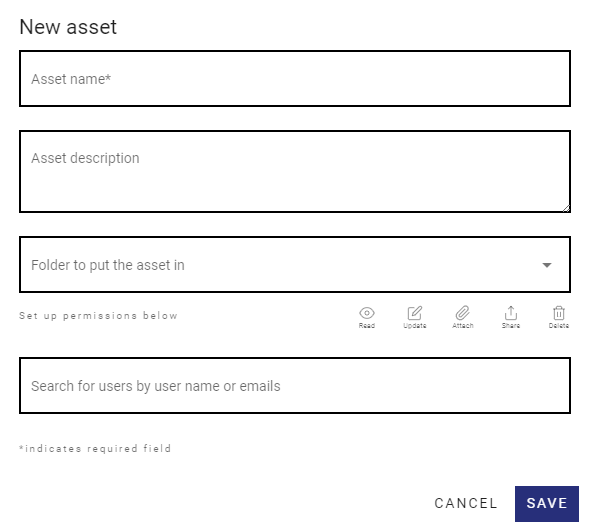 New asset
Asset name*
Asset description
Folder to put the asset in
Set up permissions below
Read Update Attach Share Delete
Search for users by user name or emails
*indicates required field
CANCEL SAVE